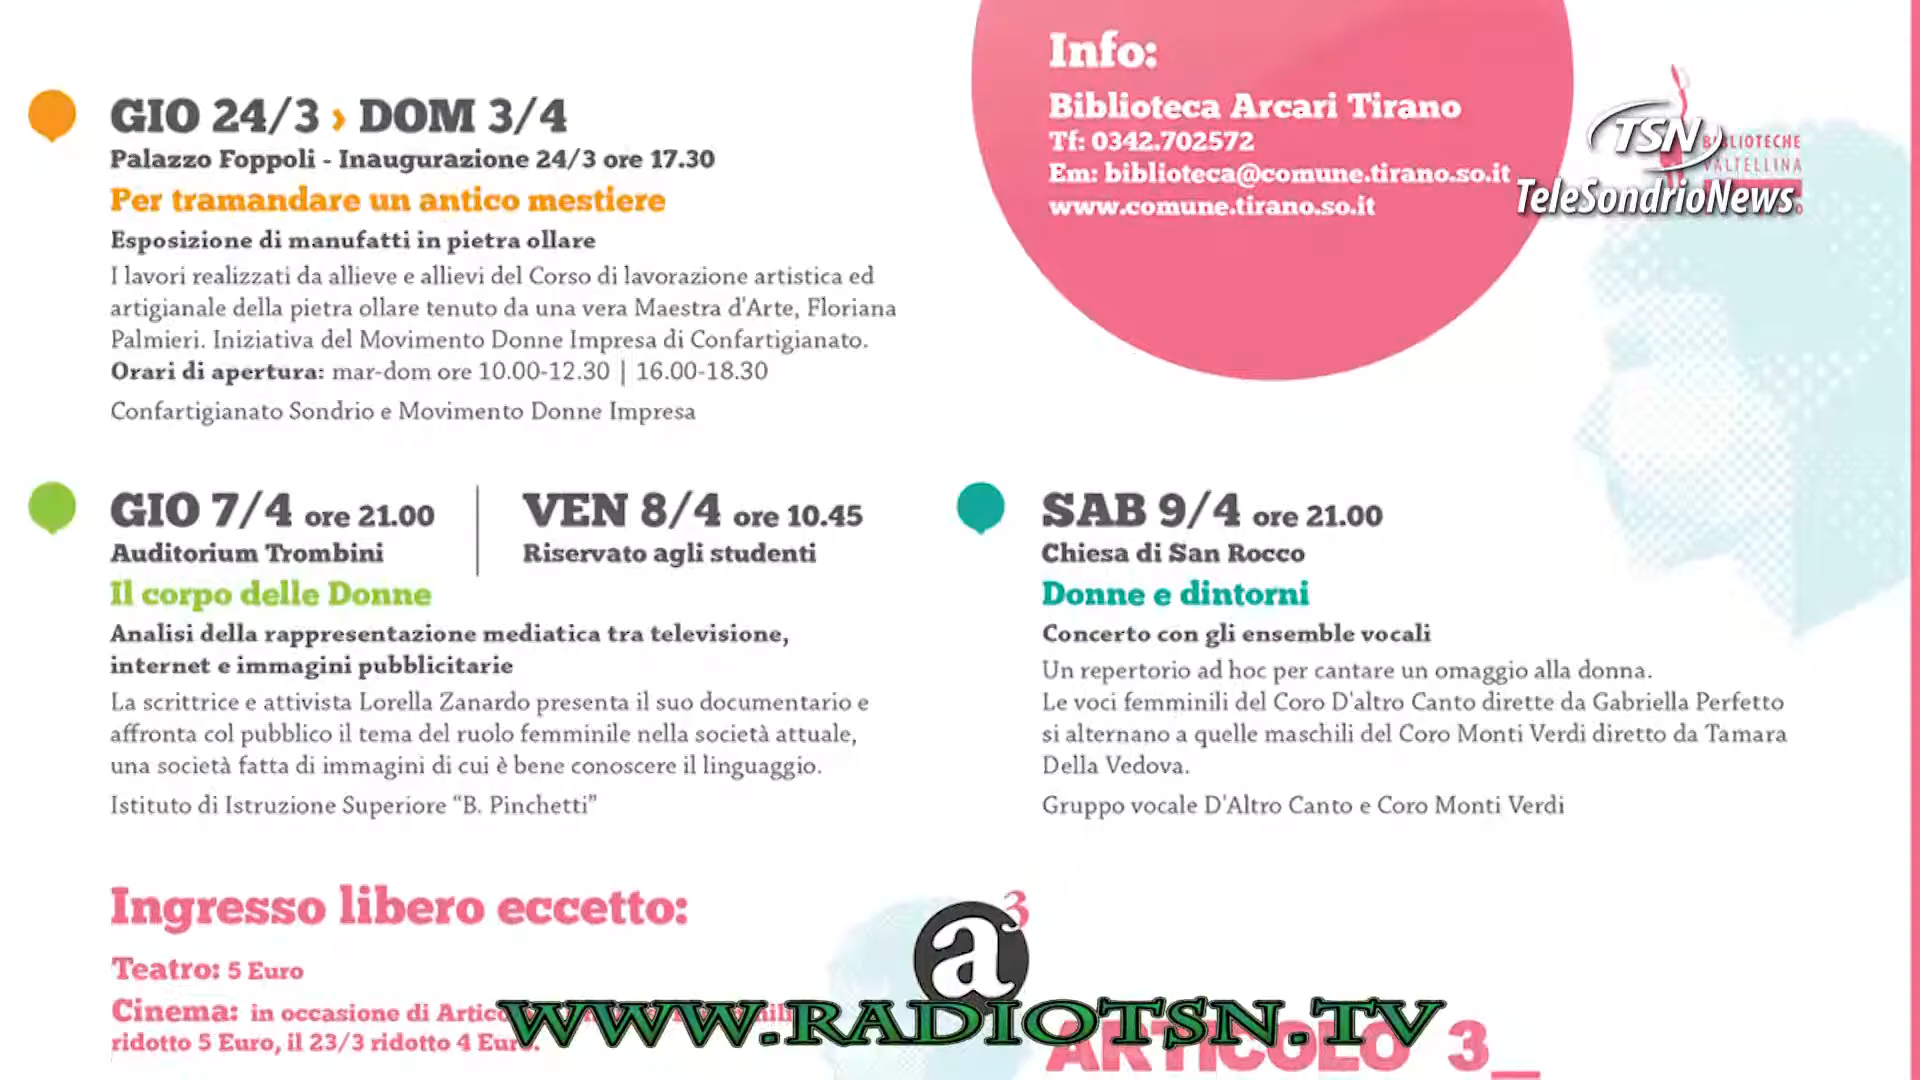 GIO 24/3 › DOM 3/4
Palazzo Foppoli - Inaugurazione 24/3 ore 17.30
Per tramandare un antico mestiere
Esposizione di manufatti in pietra ollare
I lavori realizzati da allieve e allievi del Corso di lavorazione artistica ed
artigianale della pietra ollare tenuto da una vera Maestra d'Arte, Floriana
Palmieri. Iniziativa del Movimento Donne Impresa di Confartigianato.
Orari di apertura: mar-dom ore 10.00-12.30 | 16.00-18.30
Confartigianato Sondrio e Movimento Donne Impresa
Info:
Biblioteca Arcari Tirano
Tf: 0342.702572
Em: biblioteca@comune.tirano.so.it
www.comune.tirano.so.it
TSN
BIBLIOTECHE
VALTELLINA
TeleSondrioNews
GIO 7/4 ore 21.00
Auditorium Trombini
VEN 8/4 ore 10.45
Riservato agli studenti
Il corpo delle Donne
Analisi della rappresentazione mediatica tra televisione,
internet e immagini pubblicitarie
La scrittrice e attivista Lorella Zanardo presenta il suo documentario e
affronta col pubblico il tema del ruolo femminile nella società attuale,
una società fatta di immagini di cui è bene conoscere il linguaggio.
Istituto di Istruzione Superiore “B. Pinchetti”
SAB 9/4 ore 21.00
Chiesa di San Rocco
Donne e dintorni
Concerto con gli ensemble vocali
Un repertorio ad hoc per cantare un omaggio alla donna.
Le voci femminili del Coro D'altro Canto dirette da Gabriella Perfetto
si alternano a quelle maschili del Coro Monti Verdi diretto da Tamara
Della Vedova.
Gruppo vocale D'Altro Canto e Coro Monti Verdi
Ingresso libero eccetto:
Teatro: 5 Euro
Cinema: in occasione di
ridotto 5 Euro, il 23/3 ridotto 4 Euro.
a3
WWW.RADIOTSN.TV
ARTICOLO 3_